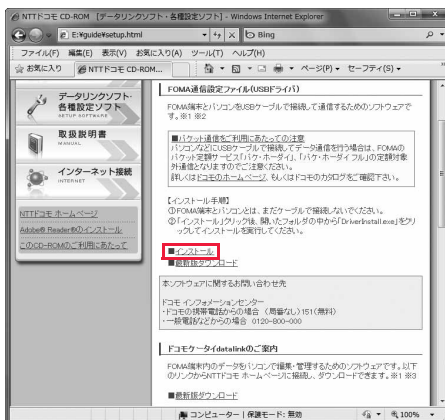 NTTドコモ CD-ROM [データリンクソフト・各種設定ソフト] - Windows Internet Explorer
E:¥guide¥setup.html
Bing
ファイル(F) 編集(E) 表示(V) お気に入り(A) ツール(T) ヘルプ(H)
お気に入り
NTTドコモ CD-ROM...
ページ(P)
セーフティ(S)
データリンクソフト・
各種設定ソフト
SETUP SOFTWARE
取扱説明書
MANUAL
インターネット接続
INTERNET
NTTドコモ ホームページ
Adobe® Reader®のインストール
このCD-ROMのご利用にあたって
FOMA通信設定ファイル(USBドライバ)
FOMA端末とパソコンをUSBケーブルで接続して通信するためのソフトウェアで
す。※1 ※2
■パケット通信をご利用にあたっての注意
パソコンなどにUSBケーブルで接続してデータ通信を行う場合は、FOMAの
パケット定額サービス「パケ・ホーダイ」、「パケ・ホーダイフル」の定額対象
外通信となりますのでご注意ください。
詳しくはドコモのホームページ、もしくはドコモのカタログをご確認下さい。
【インストール手順】
①FOMA端末とパソコンとは、まだケーブルで接続しないでください。
②「インストール」クリック後、開いたフォルダの中から「DriverInstall.exe」をクリ
ックしてインストールを実行してください。
■インストール
■最新版ダウンロード
本ソフトウェアに関するお問い合わせ先
ドコモ インフォメーションセンター
・ドコモの携帯電話からの場合 (局番なし)151(無料)
・一般電話などからの場合 0120-800-000
ドコモケータイdatalinkのご案内
FOMA端末内のデータをパソコンで編集・管理するためのソフトウェアです。以下
のリンクからNTTドコモ ホームページに接続し、ダウンロードできます。※1 ※3
■最新版ダウンロード
コンピューター | 保護モード: 無効
100%